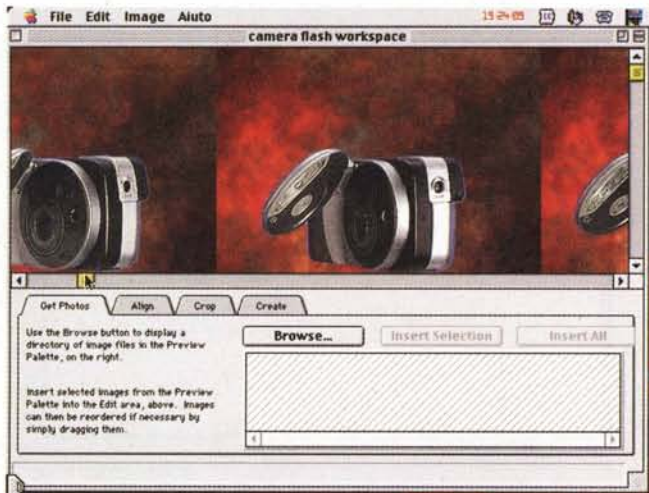 File Edit Image Aiuto 19:24:09
camera flash workspace
Get Photos Align Crop Create
Use the Browse button to display a
directory of image files in the Preview
Palette, on the right.
Insert selected images from the Preview
Palette into the Edit area, above. Images
can then be reordered if necessary by
simply dragging them.
Browse... Insert Selection Insert All